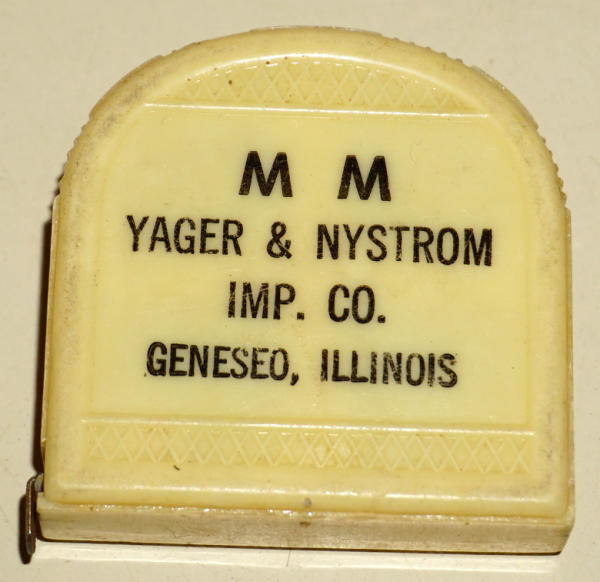 M M
YAGER & NYSTROM
IMP. CO.
GENESEO, ILLINOIS